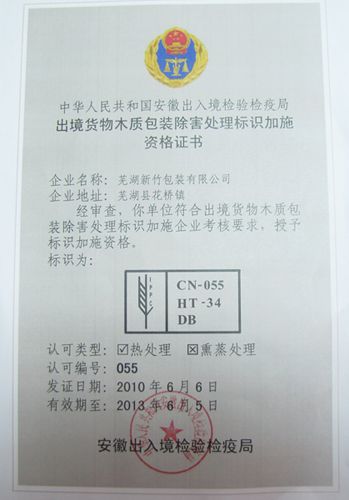 中华人民共和国安徽出入境检验检疫局
出境货物木质包装除害处理标识加施
资格证书
企业名称：芜湖新竹包装有限公司
企业地址：芜湖县花桥镇
经审查，你单位符合出境货物木质包
装除害处理标识加施企业考核要求，授予
标识加施资格。
标识为：
IPPC
CN-055
HT-34
DB
认可类型：☑热处理 ☒熏蒸处理
认可编号：055
发证日期：2010年6月6日
有效期至：2013年6月5日
安徽出入境检验检疫局